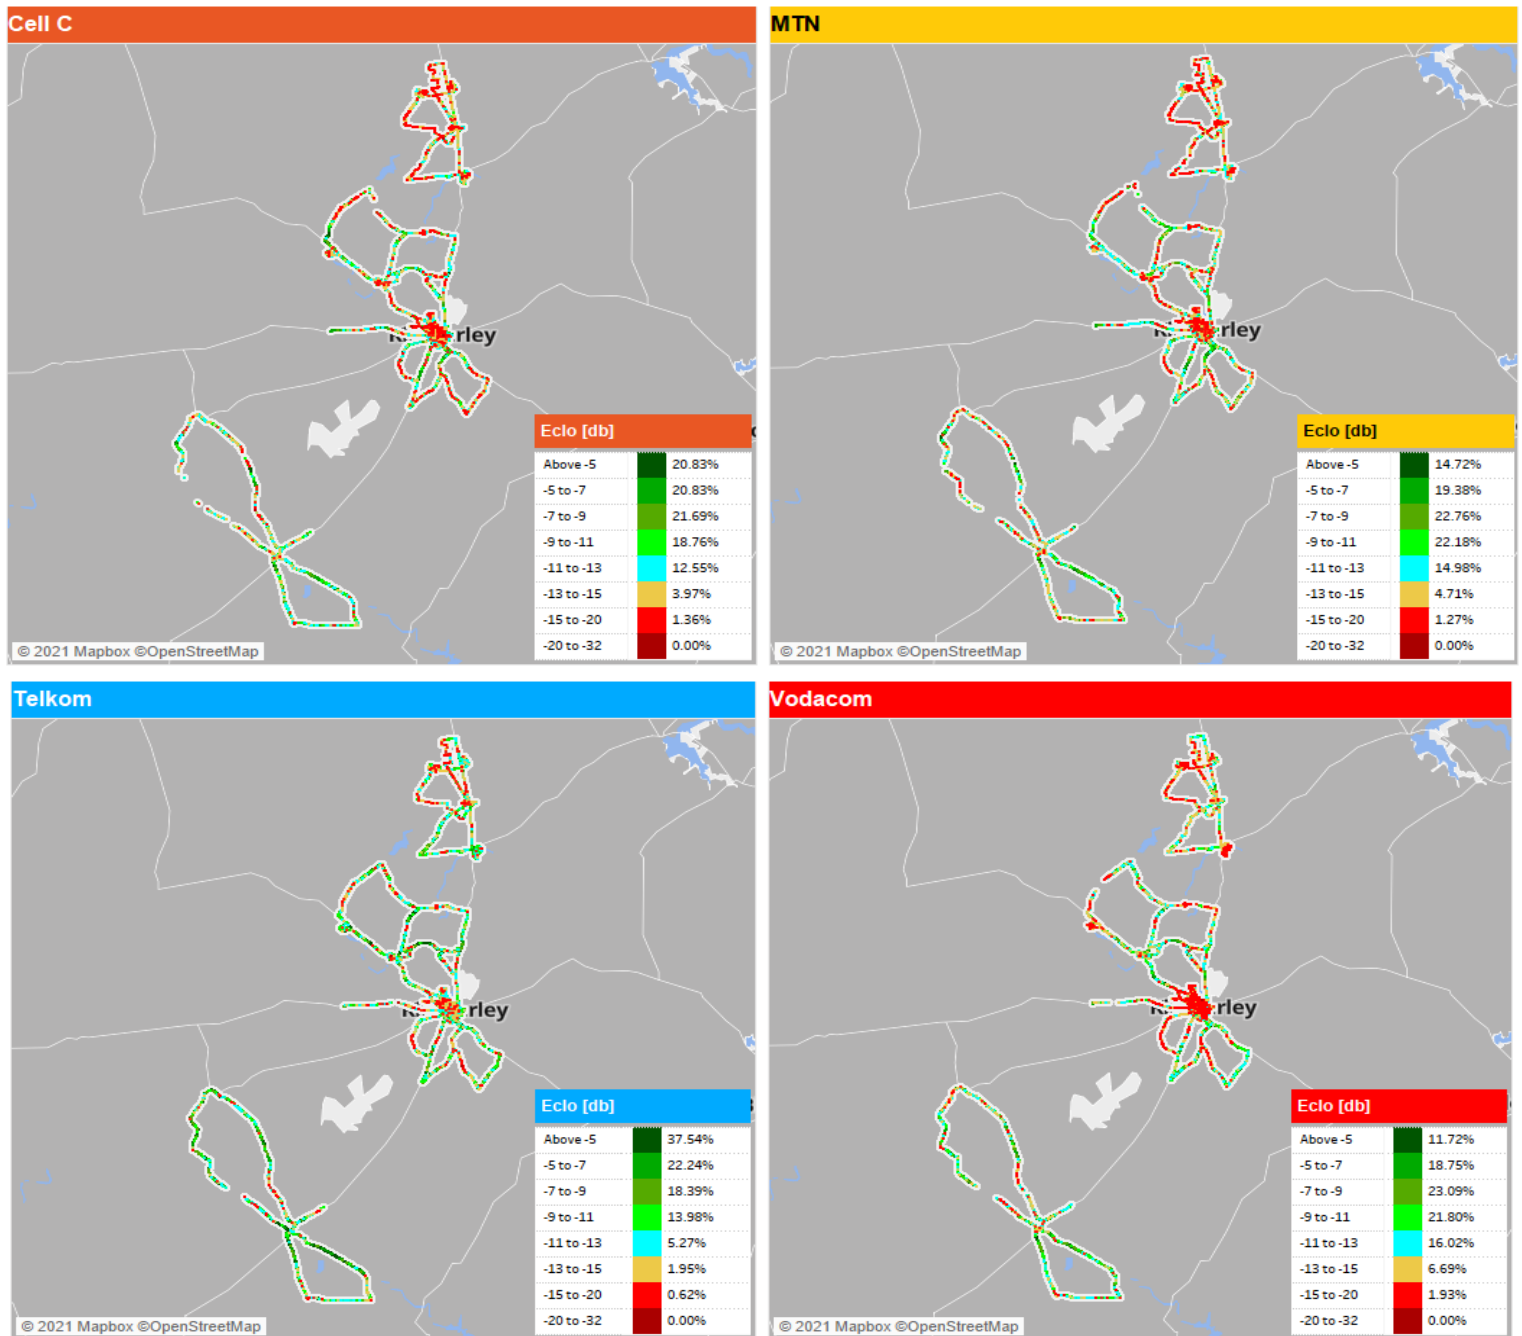 Cell C
rley
EcIo [db]
Above -5 20.83%
-5 to -7 20.83%
-7 to -9 21.69%
-9 to -11 18.76%
-11 to -13 12.55%
-13 to -15 3.97%
-15 to -20 1.36%
-20 to -32 0.00%
© 2021 Mapbox ©OpenStreetMap
MTN
rley
EcIo [db]
Above -5 14.72%
-5 to -7 19.38%
-7 to -9 22.76%
-9 to -11 22.18%
-11 to -13 14.98%
-13 to -15 4.71%
-15 to -20 1.27%
-20 to -32 0.00%
© 2021 Mapbox ©OpenStreetMap
Telkom
rley
EcIo [db]
Above -5 37.54%
-5 to -7 22.24%
-7 to -9 18.39%
-9 to -11 13.98%
-11 to -13 5.27%
-13 to -15 1.95%
-15 to -20 0.62%
-20 to -32 0.00%
© 2021 Mapbox ©OpenStreetMap
Vodacom
rley
EcIo [db]
Above -5 11.72%
-5 to -7 18.75%
-7 to -9 23.09%
-9 to -11 21.80%
-11 to -13 16.02%
-13 to -15 6.69%
-15 to -20 1.93%
-20 to -32 0.00%
© 2021 Mapbox ©OpenStreetMap